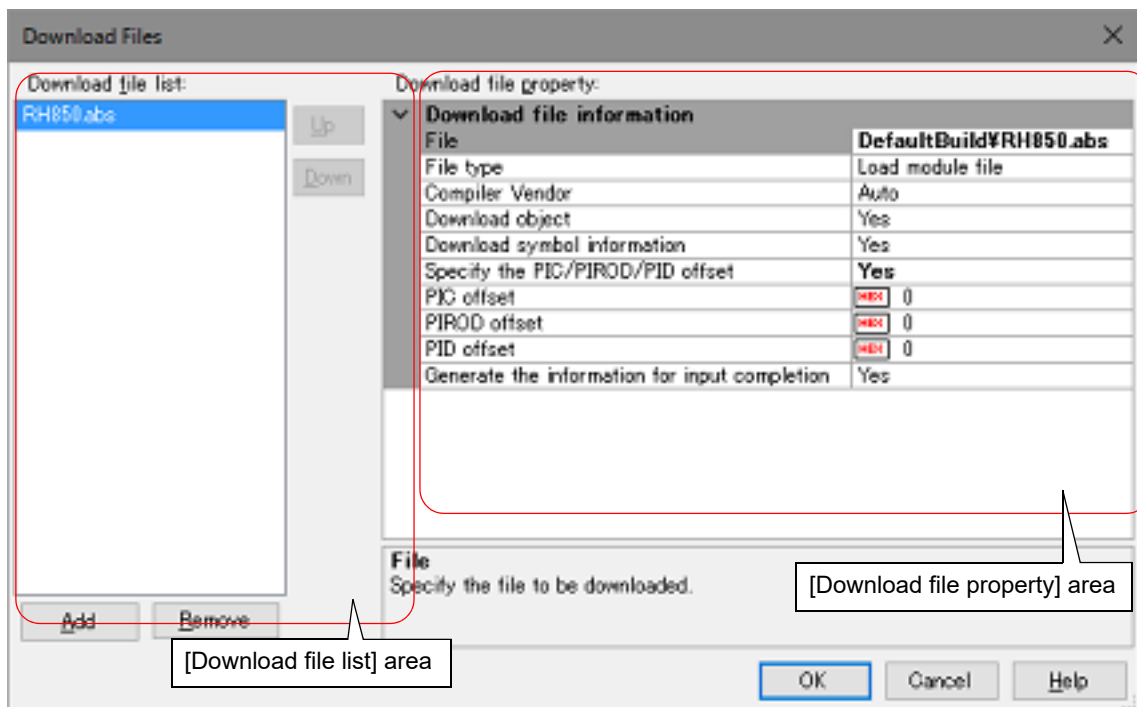 Download Files
Download file list:
RH850.abs
Up
Down
Add
Remove
[Download file list] area
Download file property:
Download file information
File DefaultBuild¥RH850.abs
File type Load module file
Compiler Vendor Auto
Download object Yes
Download symbol information Yes
Specify the PIC/PIROD/PID offset Yes
PIC offset HEX 0
PIROD offset HEX 0
PID offset HEX 0
Generate the information for input completion Yes
File
Specify the file to be downloaded.
[Download file property] area
OK
Cancel
Help